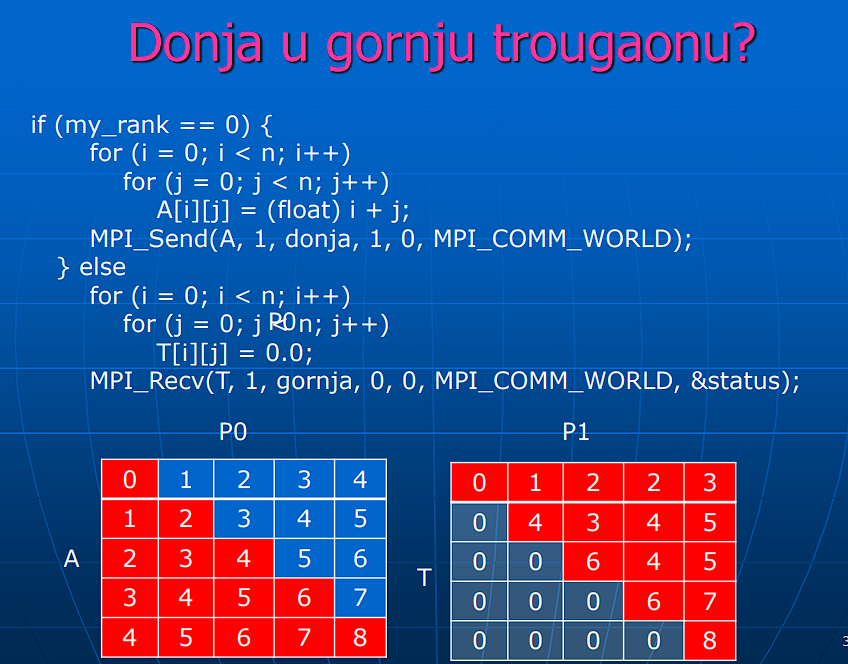 Donja u gornju trougaonu?
if (my_rank == 0) {
for (i = 0; i < n; i++)
for (j = 0; j < n; j++)
A[i][j] = (float) i + j;
MPI_Send(A, 1, donja, 1, 0, MPI_COMM_WORLD);
} else
for (i = 0; i < n; i++)
for (j = 0; j < n; j++)
P0
T[i][j] = 0.0;
MPI_Recv(T, 1, gornja, 0, 0, MPI_COMM_WORLD, &status);
P0
0 1 2 3 4
1 2 3 4 5
A
2 3 4 5 6
3 4 5 6 7
4 5 6 7 8
P1
0 1 2 2 3
0 4 3 4 5
0 0 6 4 5
T
0 0 0 6 7
0 0 0 0 8
3